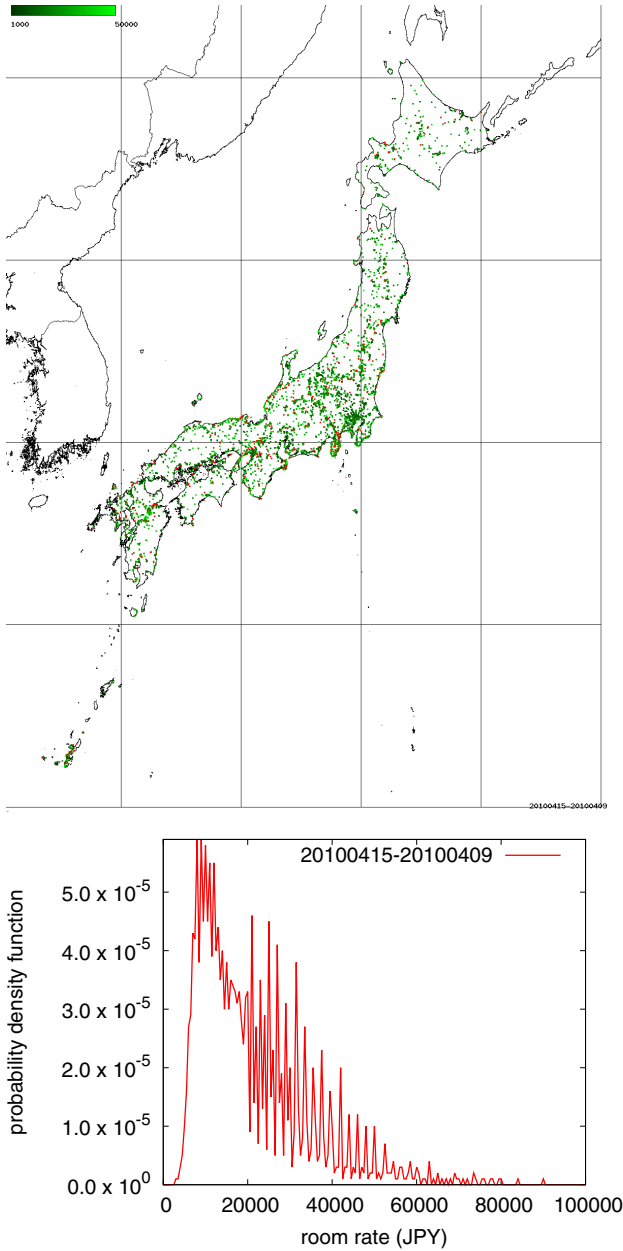 1000 50000
20100415-20100409
20100415-20100409
probability density function
5.0 x 10-5
4.0 x 10-5
3.0 x 10-5
2.0 x 10-5
1.0 x 10-5
0.0 x 100
0 20000 40000 60000 80000 100000
room rate (JPY)